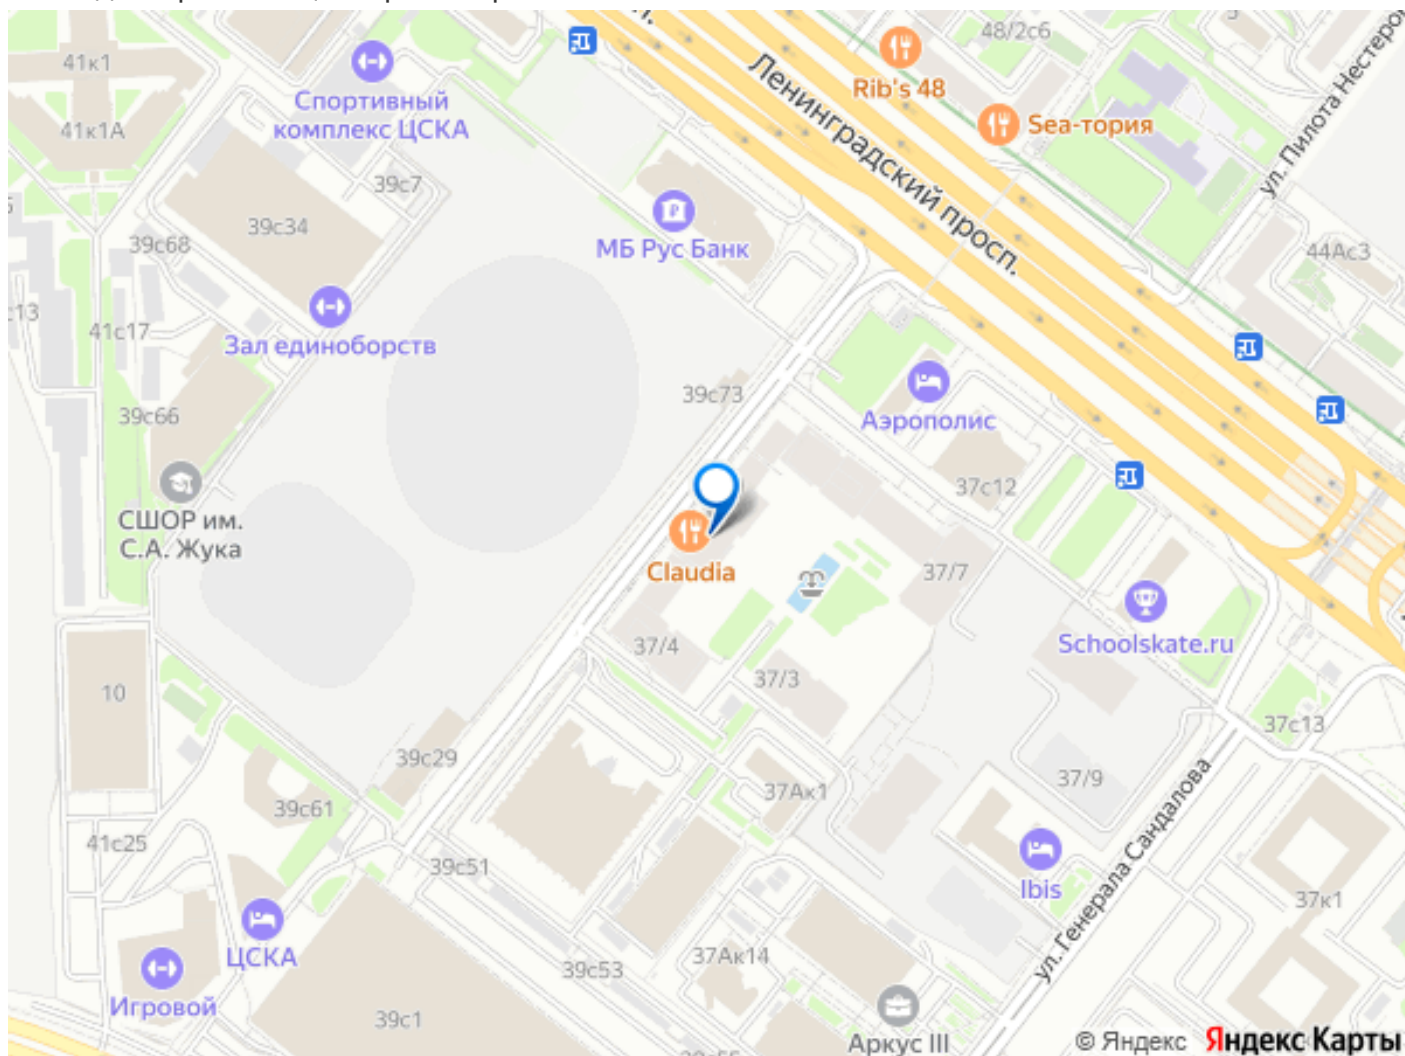 48/2с6
41к1
Rib's 48
Спортивный
комплекс ЦСКА
Sea-тория
41к1А
Ленинградский просп.
ул. Пилота Нестеров
39с7
МБ Рус Банк
39с34
39с68
44Ас3
41с17
Зал единоборств
39с73
Аэрополис
39с66
37с12
СШОР им.
С.А. Жука
Claudia
37/7
Schoolskate.ru
37/4
37/3
10
37с13
39с29
37/9
37Ак1
39с61
ул. Генерала Сандалова
41с25
39с51
Ibis
37к1
ЦСКА
37Ак14
39с53
Игровой
39с1
Аркус III
© Яндекс Яндекс Карты